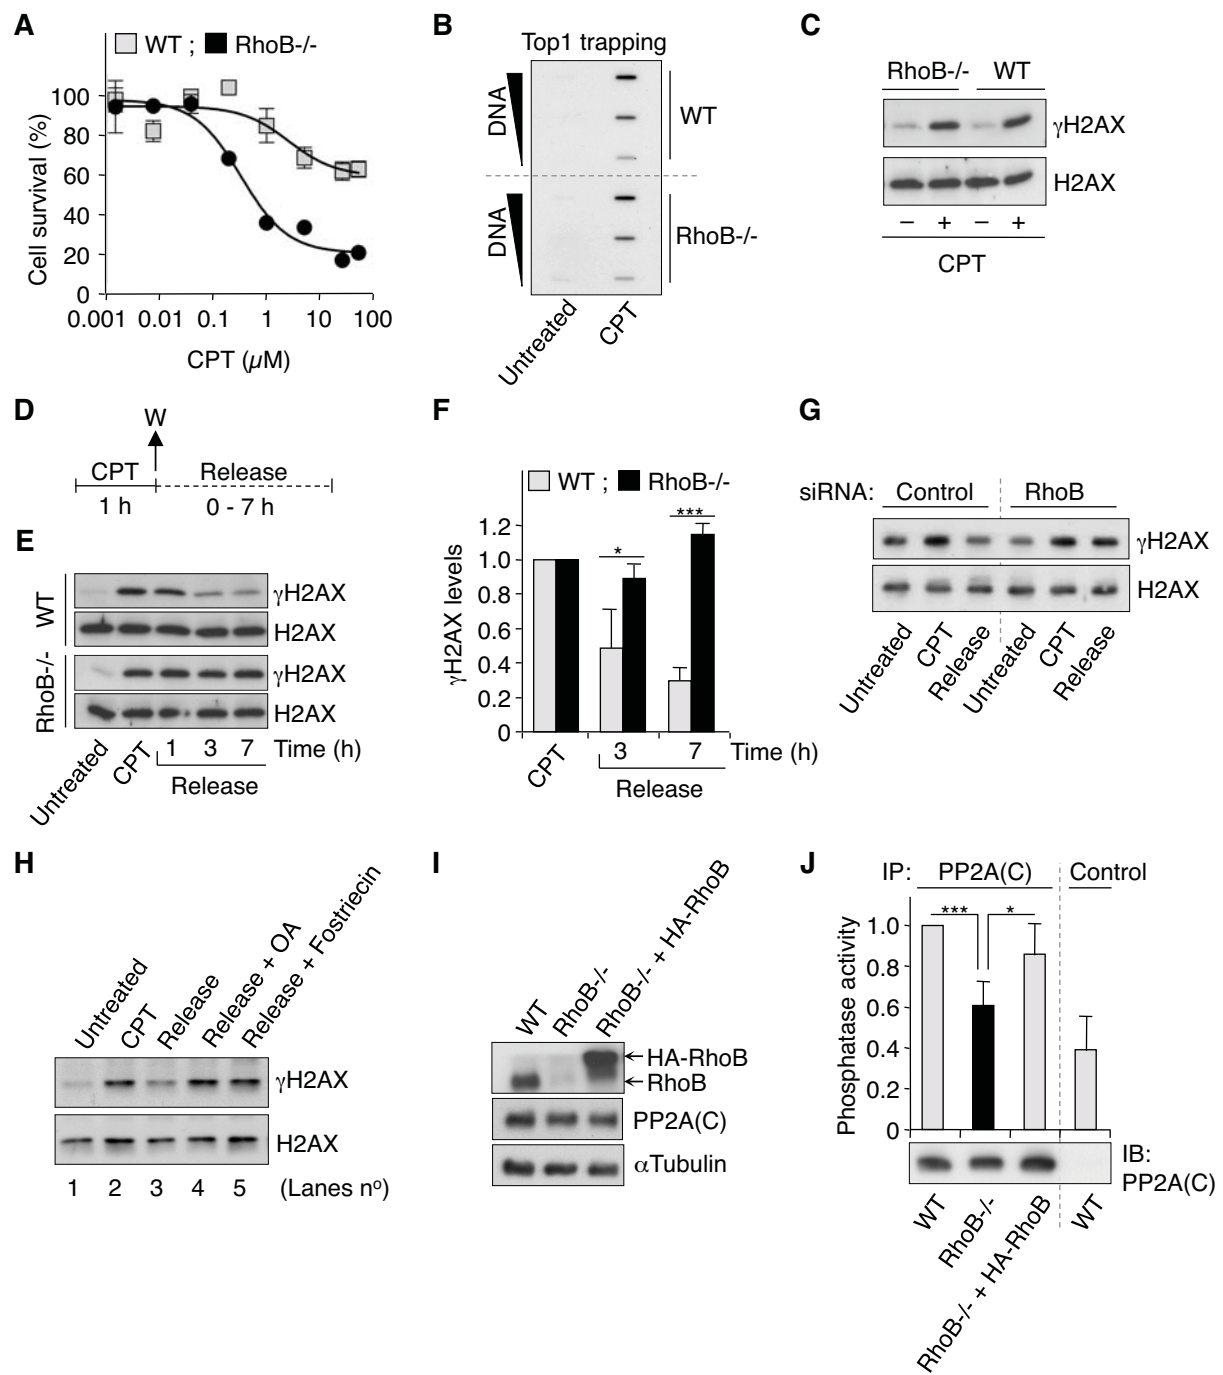 A
WT ; RhoB-/-
Cell survival (%)
100
80
60
40
20
0
0.001 0.01 0.1 1 10 100
CPT (µM)
B
Top1 trapping
DNA
WT
DNA
RhoB-/-
Untreated
CPT
C
RhoB-/- WT
γH2AX
H2AX
– + – +
CPT
D
W
CPT Release
1 h 0 - 7 h
E
WT
γH2AX
H2AX
RhoB-/-
γH2AX
H2AX
Untreated
CPT
1 3 7 Time (h)
Release
F
WT ; RhoB-/-
γH2AX levels
1.2
1.0
0.8
0.6
0.4
0.2
0
*
***
CPT
3 7 Time (h)
Release
G
siRNA: Control RhoB
γH2AX
H2AX
Untreated
CPT
Release
Untreated
CPT
Release
H
Untreated
CPT
Release
Release + OA
Release + Fostriecin
γH2AX
H2AX
1 2 3 4 5 (Lanes nº)
I
WT
RhoB-/-
RhoB-/- + HA-RhoB
HA-RhoB
RhoB
PP2A(C)
αTubulin
J
IP: PP2A(C) Control
Phosphatase activity
1.0
0.8
0.6
0.4
0.2
0
*** *
IB:
PP2A(C)
WT
RhoB-/-
RhoB-/- + HA-RhoB
WT